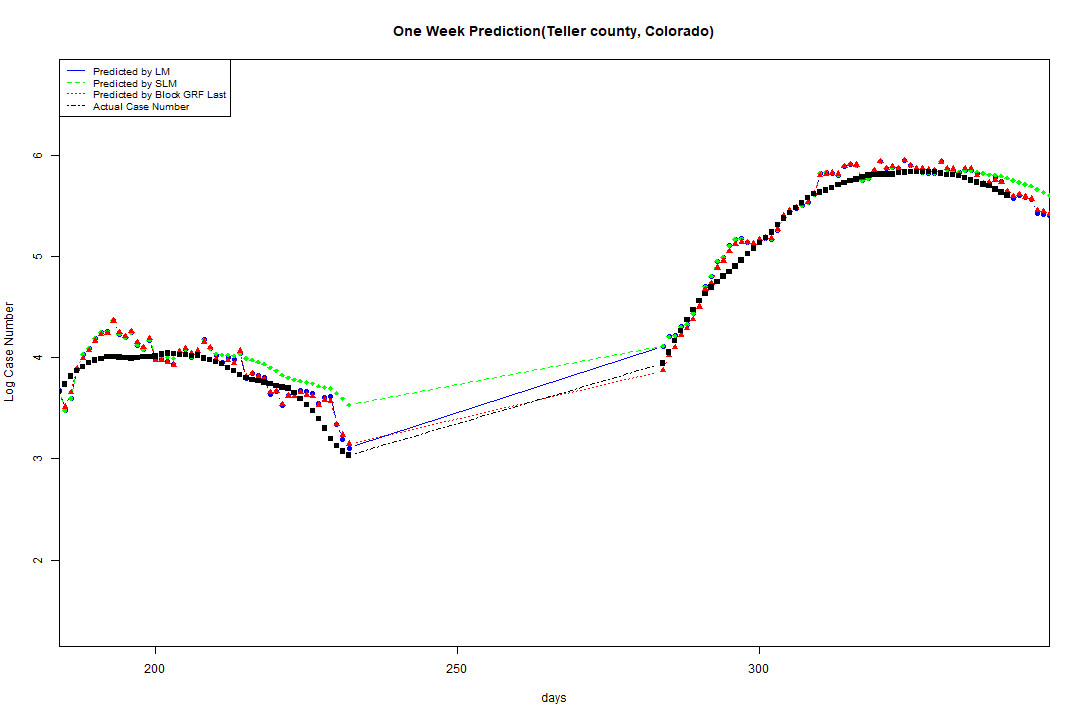 One Week Prediction(Teller county, Colorado)
Predicted by LM
Predicted by SLM
Predicted by Block GRF Last
Actual Case Number
6
5
4
3
2
Log Case Number
200
250
300
days